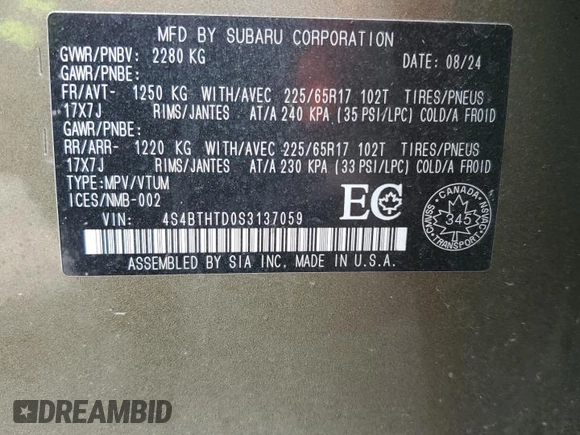 MFD BY SUBARU CORPORATION
GVWR/PNBV: 2280 KG DATE: 08/24
GAWR/PNBE:
FR/AVT- 1250 KG WITH/AVEC 225/65R17 102T TIRES/PNEUS
17X7J RIMS/JANTES AT/A 240 KPA (35 PSI/LPC) COLD/A FROID
GAWR/PNBE:
RR/ARR- 1220 KG WITH/AVEC 225/65R17 102T TIRES/PNEUS
17X7J RIMS/JANTES AT/A 230 KPA (33 PSI/LPC) COLD/A FROID
TYPE:MPV/VTUM
ICES/NMB-002
VIN: 4S4BTHTD0S3137059
EC
CANADA
CMVSS 345 NSVAC
ASSEMBLED BY SIA INC. MADE IN U.S.A.
DREAMBID